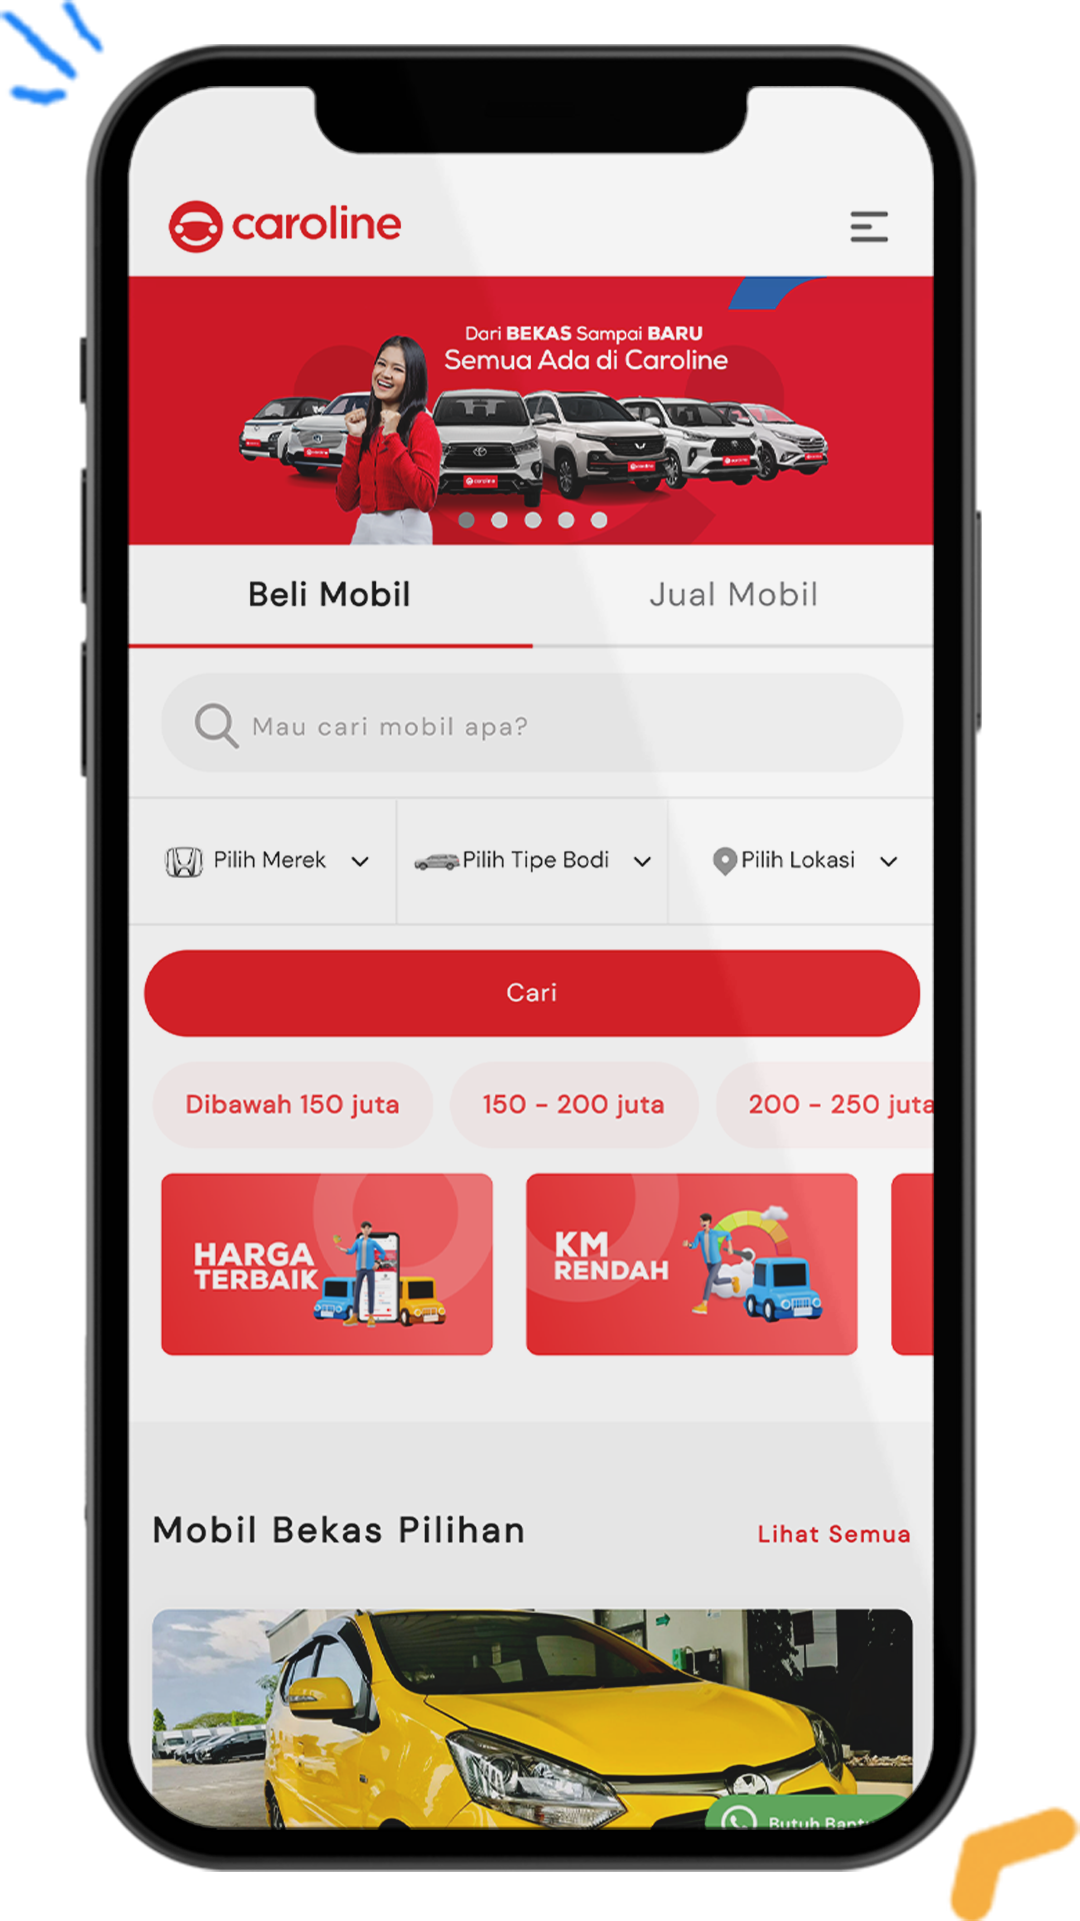 caroline
Dari BEKAS Sampai BARU
Semua Ada di Caroline
Beli Mobil
Jual Mobil
Mau cari mobil apa?
Pilih Merek
Pilih Tipe Bodi
Pilih Lokasi
Cari
Dibawah 150 juta
150 - 200 juta
200 - 250 juta
HARGA
TERBAIK
KM
RENDAH
Mobil Bekas Pilihan
Lihat Semua
Butuh